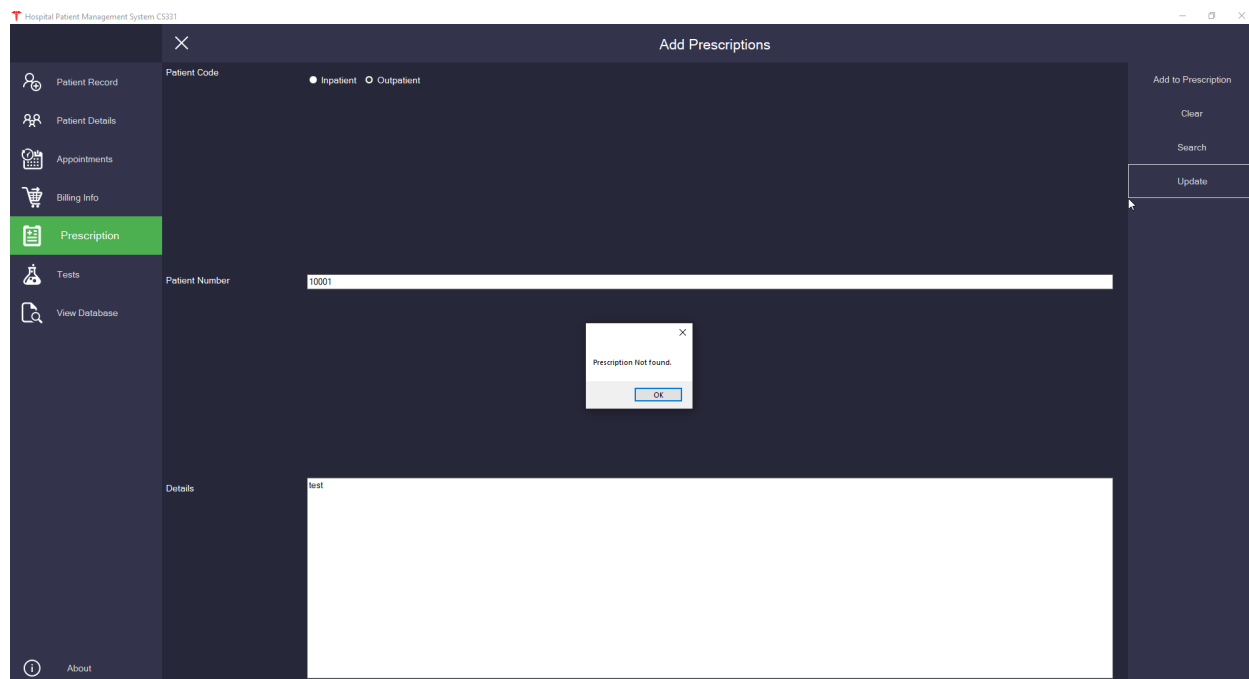 Hospital Patient Management System CS331
Add Prescriptions
Patient Record
Patient Details
Appointments
Billing Info
Prescription
Tests
View Database
About
Patient Code
Inpatient Outpatient
Patient Number
10001
Prescription Not found.
OK
Details
test
Add to Prescription
Clear
Search
Update